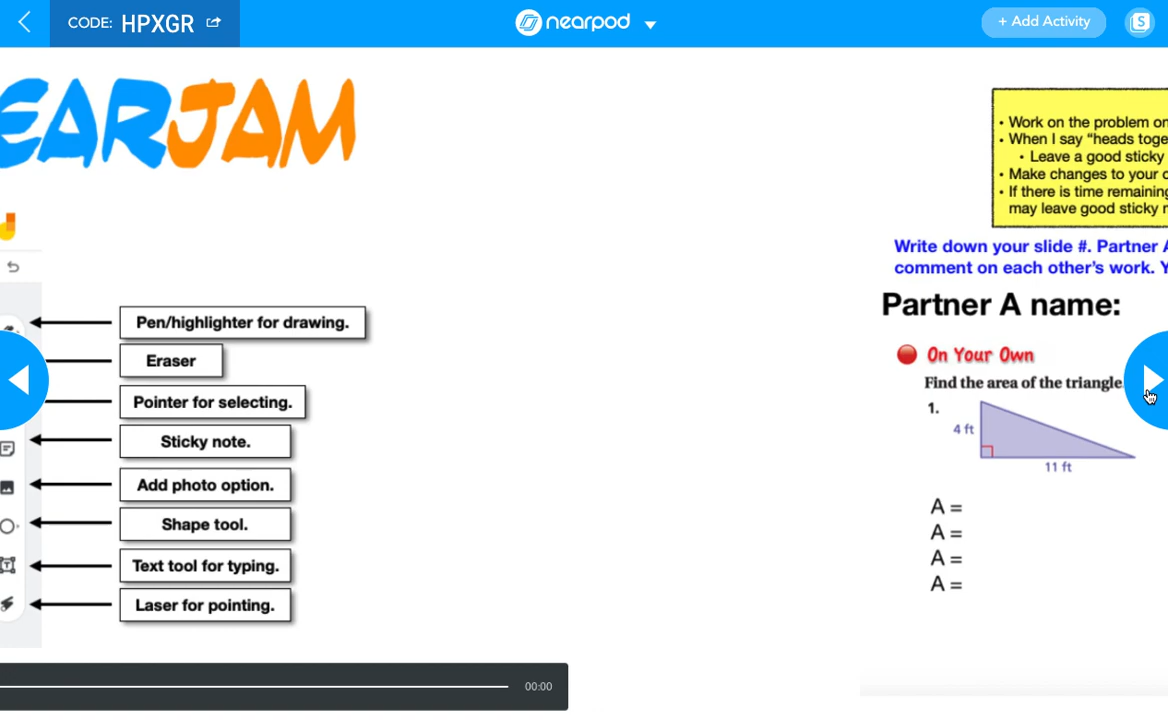 CODE: HPXGR
nearpod
+ Add Activity
S
EARJAM
Pen/highlighter for drawing.
Eraser
Pointer for selecting.
Sticky note.
Add photo option.
Shape tool.
Text tool for typing.
Laser for pointing.
00:00
• Work on the problem on
• When I say "heads toge
• Leave a good sticky
• Make changes to your
• If there is time remaining
may leave good sticky
Write down your slide #. Partner A
comment on each other's work. Y
Partner A name:
On Your Own
Find the area of the triangle.
1.
4 ft
11 ft
A =
A =
A =
A =